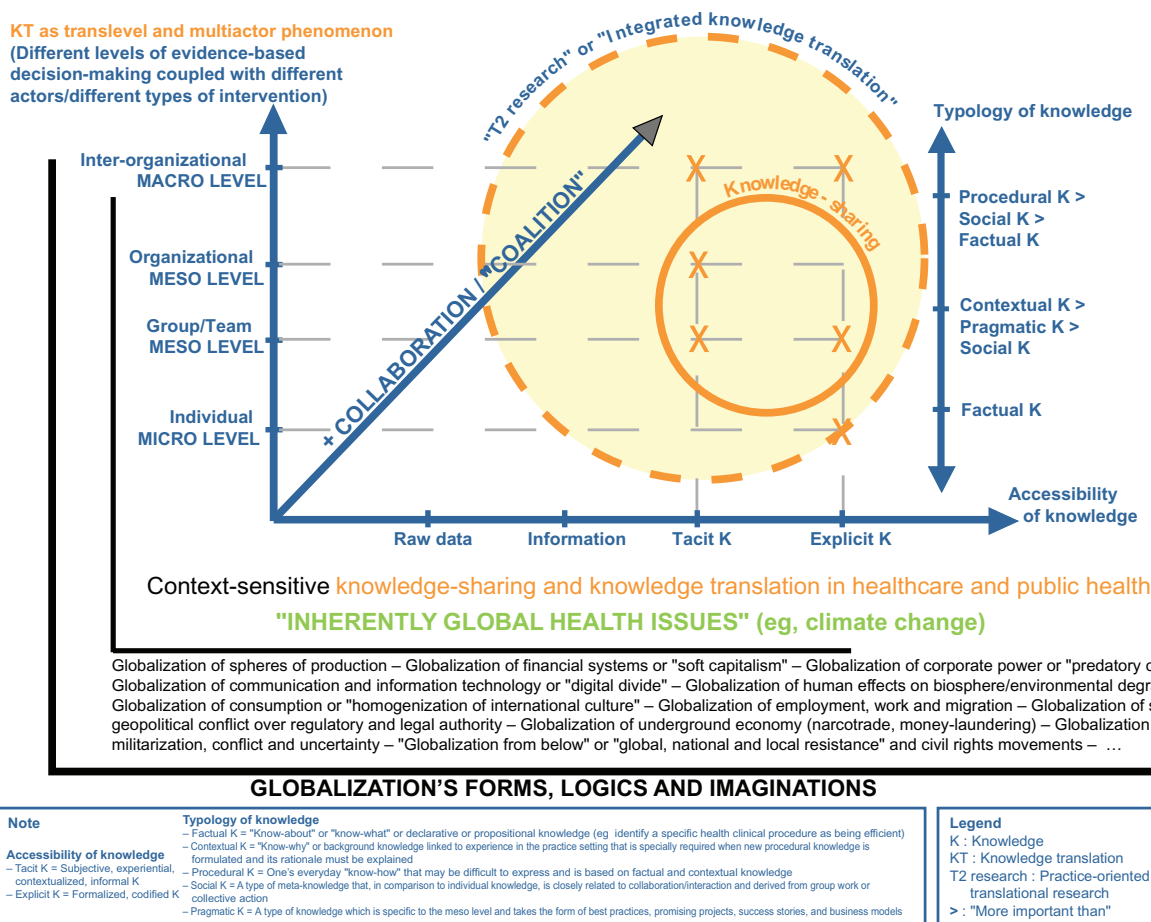 KT as translevel and multiactor phenomenon
(Different levels of evidence-based
decision-making coupled with different
actors/different types of intervention)
"T2 research" or "Integrated knowledge translation"
Typology of knowledge
Inter-organizational
MACRO LEVEL
Organizational
MESO LEVEL
Group/Team
MESO LEVEL
Individual
MICRO LEVEL
+ COLLABORATION / "COALITION"
X X
Knowledge - sharing
X
X X
X
Procedural K >
Social K >
Factual K
Contextual K >
Pragmatic K >
Social K
Factual K
Accessibility
of knowledge
Raw data
Information
Tacit K
Explicit K
Context-sensitive knowledge-sharing and knowledge translation in healthcare and public health
"INHERENTLY GLOBAL HEALTH ISSUES" (eg, climate change)
Globalization of spheres of production – Globalization of financial systems or "soft capitalism" – Globalization of corporate power or "predatory
Globalization of communication and information technology or "digital divide" – Globalization of human effects on biosphere/environmental
Globalization of consumption or "homogenization of international culture" – Globalization of employment, work and migration – Globalization of
geopolitical conflict over regulatory and legal authority – Globalization of underground economy (narcotrade, money-laundering) – Globalization
militarization, conflict and uncertainty – "Globalization from below" or "global, national and local resistance" and civil rights movements – …
GLOBALIZATION'S FORMS, LOGICS AND IMAGINATIONS
Note
Accessibility of knowledge
– Tacit K = Subjective, experiential,
contextualized, informal K
– Explicit K = Formalized, codified K
Typology of knowledge
– Factual K = "Know-about" or "know-what" or declarative or propositional knowledge (eg identify a specific health clinical procedure as being efficient)
– Contextual K = "Know-why" or background knowledge linked to experience in the practice setting that is specially required when new procedural knowledge is
formulated and its rationale must be explained
– Procedural K = One's everyday "know-how" that may be difficult to express and is based on factual and contextual knowledge
– Social K = A type of meta-knowledge that, in comparison to individual knowledge, is closely related to collaboration/interaction and derived from group work or
collective action
– Pragmatic K = A type of knowledge which is specific to the meso level and takes the form of best practices, promising projects, success stories, and business models
Legend
K : Knowledge
KT : Knowledge translation
T2 research : Practice-oriented
translational research
> : "More important than"